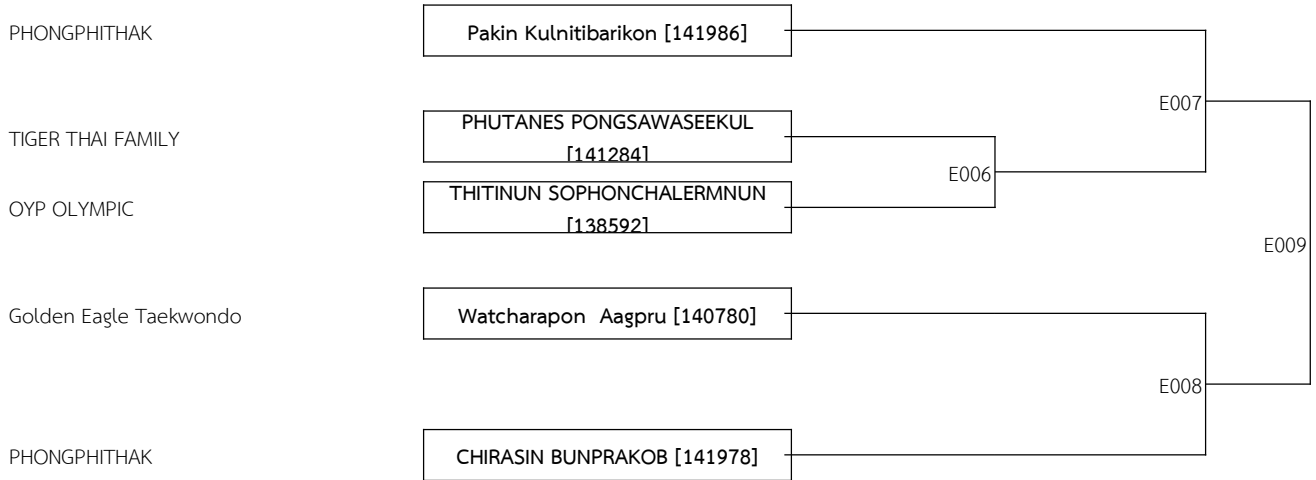 PHONGPHITHAK
Pakin Kulnitibarikon [141986]
E007
TIGER THAI FAMILY
PHUTANES PONGSAWASEEKUL
[141284]
E006
OYP OLYMPIC
THITINUN SOPHONCHALERMNUN
[138592]
E009
Golden Eagle Taekwondo
Watcharapon  Aagpru [140780]
E008
PHONGPHITHAK
CHIRASIN BUNPRAKOB [141978]